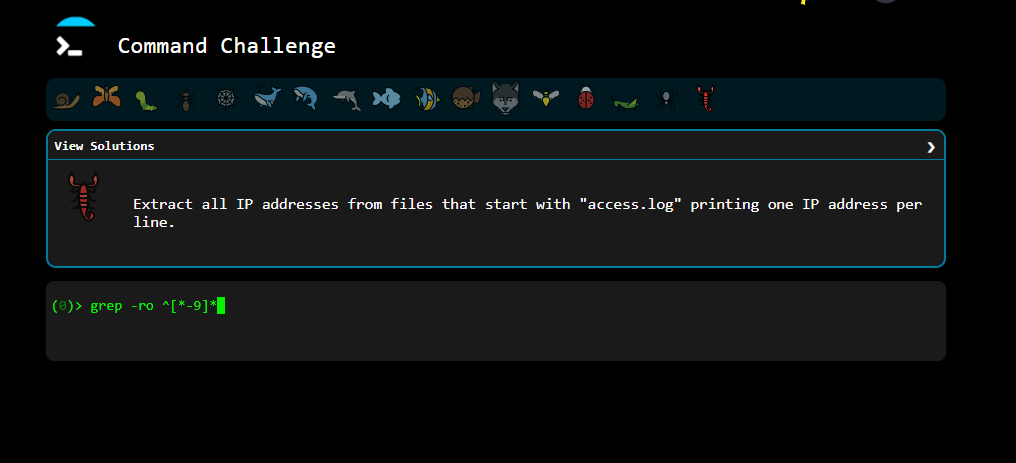 Command Challenge
View Solutions
Extract all IP addresses from files that start with "access.log" printing one IP address per
line.
(0)> grep -ro ^[*-9]*